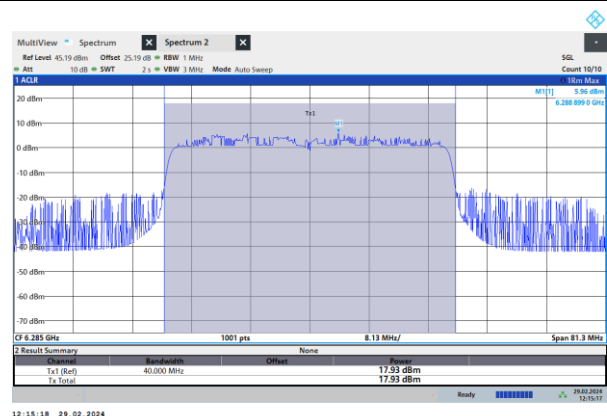 MultiView Spectrum X Spectrum 2 X
Ref Level 45.19 dBm Offset 25.19 dB RBW 1 MHz SGL
Att 10 dB SWT 2 s VBW 3 MHz Mode Auto Sweep Count 10/10
1 ACLR 1Rm Max
M1[1] 5.96 dBm
6.288 899 0 GHz
20 dBm
Tx1
10 dBm
M1
0 dBm
-10 dBm
-20 dBm
-30 dBm
-40 dBm
-50 dBm
-60 dBm
-70 dBm
CF 6.285 GHz 1001 pts 8.13 MHz/ Span 81.3 MHz
2 Result Summary None
Channel Bandwidth Offset Power
Tx1 (Ref) 40.000 MHz 17.93 dBm
Tx Total 17.93 dBm
Ready 29.02.2024
12:15:17
12:15:18 29.02.2024